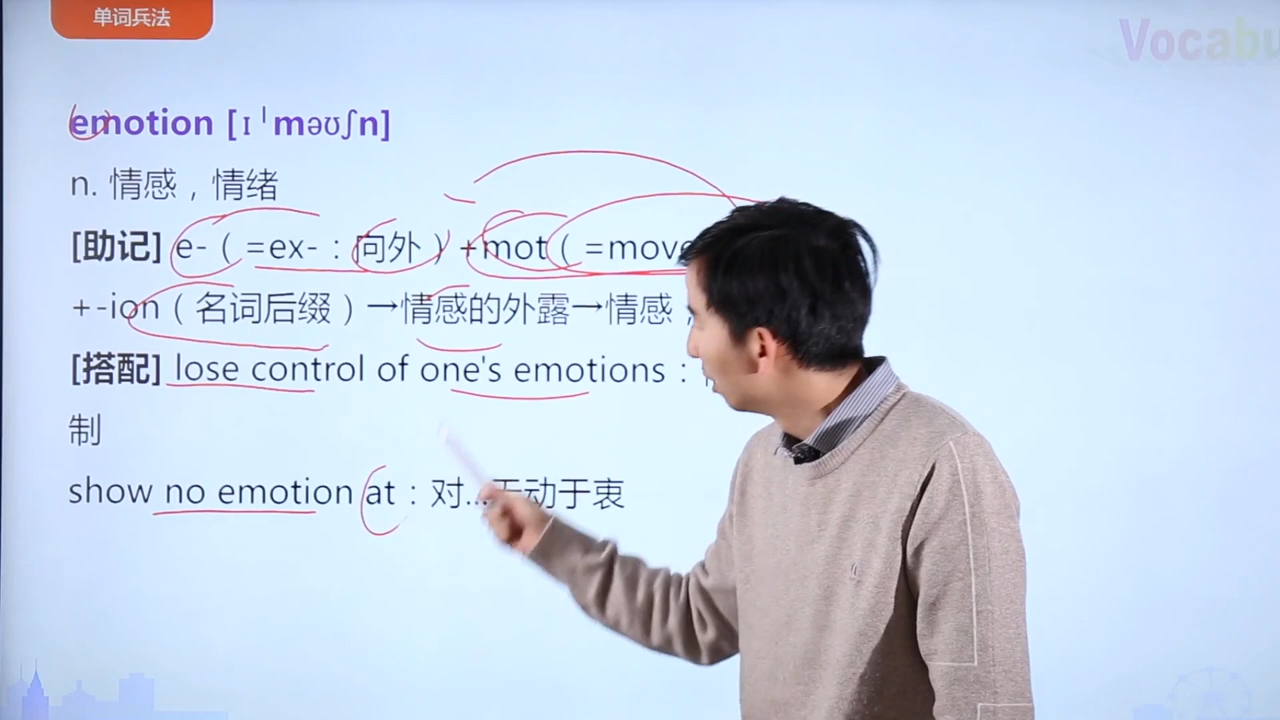 单词兵法
Vocabu
emotion [ɪˈməʊʃn]
n. 情感，情绪
[助记] e-（=ex-：向外）+mot（=move
+-ion（名词后缀）→情感的外露→情感
[搭配] lose control of one's emotions：
制
show no emotion at：对...无动于衷